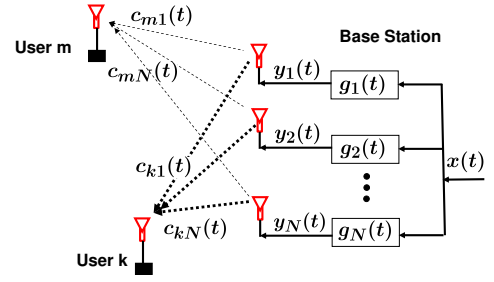 c_{m1}(t)
Base Station
User m
c_{mN}(t)
y_1(t)
g_1(t)
y_2(t)
g_2(t)
x(t)
c_{k1}(t)
y_N(t)
g_N(t)
c_{kN}(t)
User k